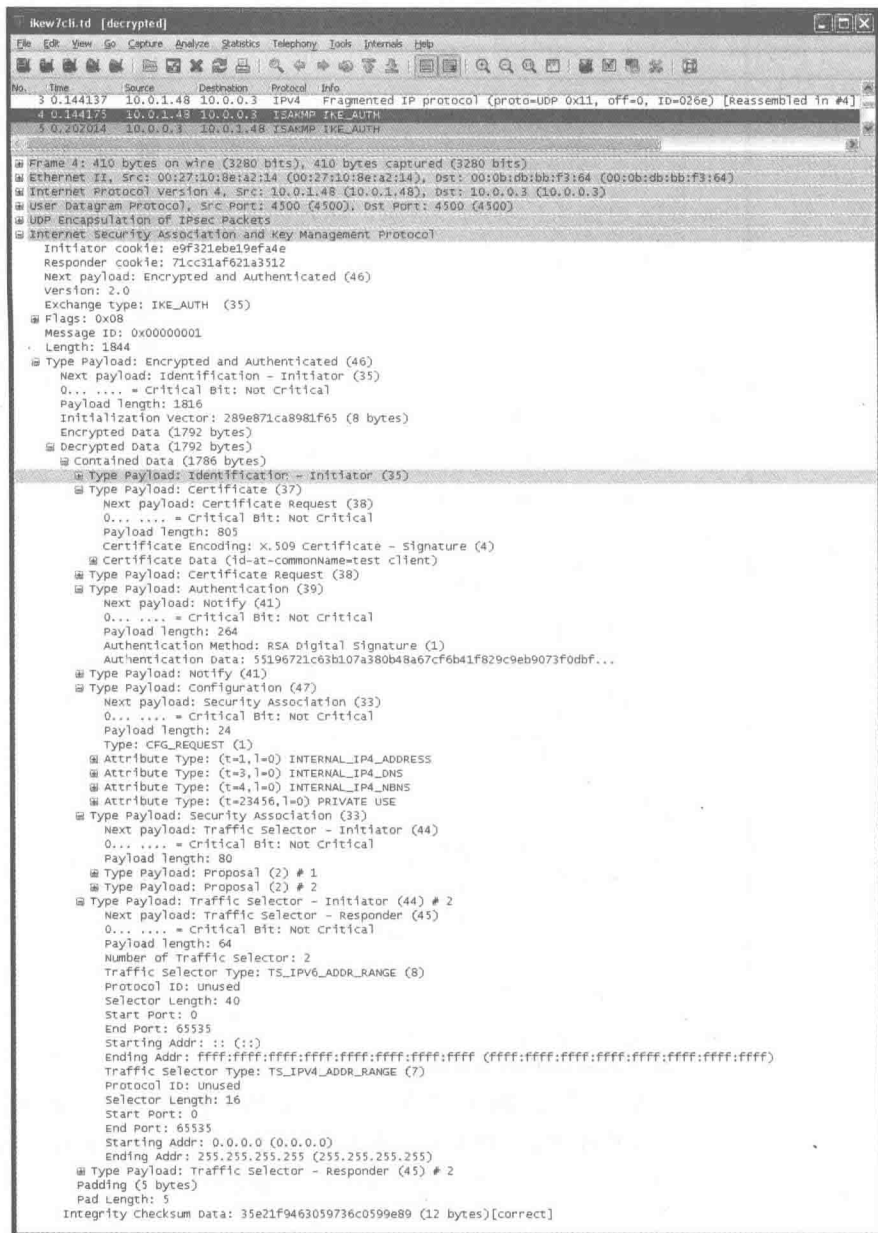 ikew7cli.td [decrypted]
File Edit View Go Capture Analyze Statistics Telephony Tools Internals Help
No. Time Source Destination Protocol Info
3 0.144137 10.0.1.48 10.0.0.3 IPv4 Fragmented IP protocol (proto=UDP 0x11, off=0, ID=026e) [Reassembled in #4]
4 0.144175 10.0.1.48 10.0.0.3 ISAKMP IKE_AUTH
5 0.202014 10.0.0.3 10.0.1.48 ISAKMP IKE_AUTH
Frame 4: 410 bytes on wire (3280 bits), 410 bytes captured (3280 bits)
Ethernet II, Src: 00:27:10:8e:a2:14 (00:27:10:8e:a2:14), Dst: 00:0b:db:bb:f3:64 (00:0b:db:bb:f3:64)
Internet Protocol Version 4, Src: 10.0.1.48 (10.0.1.48), Dst: 10.0.0.3 (10.0.0.3)
User Datagram Protocol, Src Port: 4500 (4500), Dst Port: 4500 (4500)
UDP Encapsulation of IPsec Packets
Internet Security Association and Key Management Protocol
Initiator cookie: e9f321ebe19efa4e
Responder cookie: 71cc31af621a3512
Next payload: Encrypted and Authenticated (46)
Version: 2.0
Exchange type: IKE_AUTH (35)
Flags: 0x08
Message ID: 0x00000001
Length: 1844
Type Payload: Encrypted and Authenticated (46)
Next payload: Identification - Initiator (35)
0... .... = Critical Bit: Not Critical
Payload length: 1816
Initialization Vector: 289e871ca8981f65 (8 bytes)
Encrypted Data (1792 bytes)
Decrypted Data (1792 bytes)
Contained Data (1786 bytes)
Type Payload: Identification - Initiator (35)
Type Payload: Certificate (37)
Next payload: Certificate Request (38)
0... .... = Critical Bit: Not Critical
Payload length: 805
Certificate Encoding: X.509 Certificate - Signature (4)
Certificate Data (id-at-commonName=test client)
Type Payload: Certificate Request (38)
Type Payload: Authentication (39)
Next payload: Notify (41)
0... .... = Critical Bit: Not Critical
Payload length: 264
Authentication Method: RSA Digital Signature (1)
Authentication Data: 55196721c63b107a380b48a67cf6b41f829c9eb9073f0dbf...
Type Payload: Notify (41)
Type Payload: Configuration (47)
Next payload: Security Association (33)
0... .... = Critical Bit: Not Critical
Payload length: 24
Type: CFG_REQUEST (1)
Attribute Type: (t=1,l=0) INTERNAL_IP4_ADDRESS
Attribute Type: (t=3,l=0) INTERNAL_IP4_DNS
Attribute Type: (t=4,l=0) INTERNAL_IP4_NBNS
Attribute Type: (t=23456,l=0) PRIVATE USE
Type Payload: Security Association (33)
Next payload: Traffic Selector - Initiator (44)
0... .... = Critical Bit: Not Critical
Payload length: 80
Type Payload: Proposal (2) # 1
Type Payload: Proposal (2) # 2
Type Payload: Traffic Selector - Initiator (44) # 2
Next payload: Traffic Selector - Responder (45)
0... .... = Critical Bit: Not Critical
Payload length: 64
Number of Traffic Selector: 2
Traffic Selector Type: TS_IPV6_ADDR_RANGE (8)
Protocol ID: Unused
Selector Length: 40
Start Port: 0
End Port: 65535
Starting Addr: :: (::)
Ending Addr: ffff:ffff:ffff:ffff:ffff:ffff:ffff:ffff (ffff:ffff:ffff:ffff:ffff:ffff:ffff:ffff)
Traffic Selector Type: TS_IPV4_ADDR_RANGE (7)
Protocol ID: Unused
Selector Length: 16
Start Port: 0
End Port: 65535
Starting Addr: 0.0.0.0 (0.0.0.0)
Ending Addr: 255.255.255.255 (255.255.255.255)
Type Payload: Traffic Selector - Responder (45) # 2
Padding (5 bytes)
Pad Length: 5
Integrity Checksum Data: 35e21f9463059736c0599e89 (12 bytes)[correct]